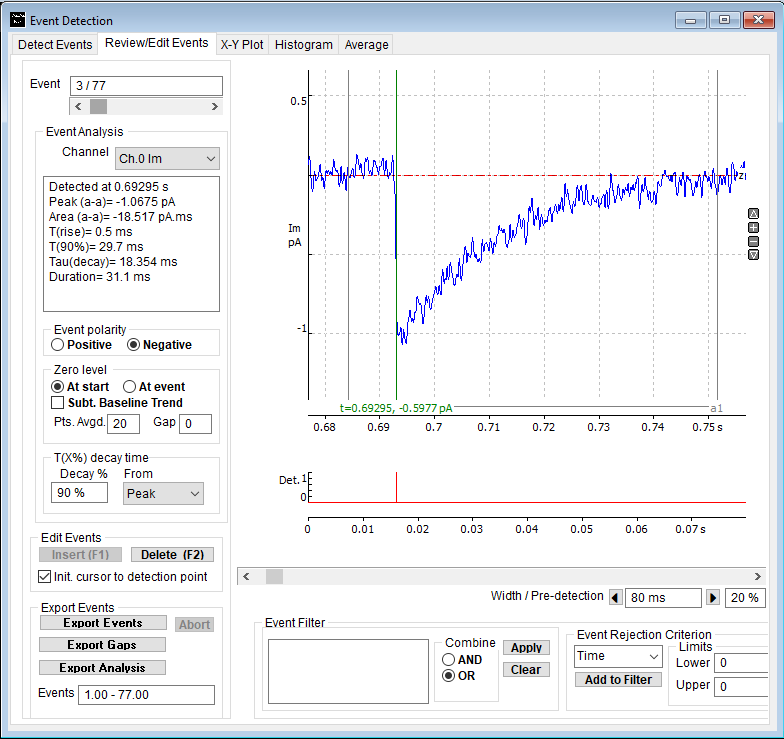 Event Detection
Detect Events Review/Edit Events X-Y Plot Histogram Average
Event 3 / 77
Event Analysis
Channel Ch.0 Im
Detected at 0.69295 s
Peak (a-a)= -1.0675 pA
Area (a-a)= -18.517 pA.ms
T(rise)= 0.5 ms
T(90%)= 29.7 ms
Tau(decay)= 18.354 ms
Duration= 31.1 ms
Event polarity
Positive Negative
Zero level
At start At event
Subt. Baseline Trend
Pts. Avgd. 20 Gap 0
T(X%) decay time
Decay % From
90 % Peak
Edit Events
Insert (F1) Delete (F2)
Init. cursor to detection point
Export Events
Export Events Abort
Export Gaps
Export Analysis
Events 1.00 - 77.00
0.5
Im
pA
-1
z
t=0.69295, -0.5977 pA a1
0.68 0.69 0.7 0.71 0.72 0.73 0.74 0.75 s
Det. 1
0
0 0.01 0.02 0.03 0.04 0.05 0.06 0.07 s
Width / Pre-detection 80 ms 20 %
Event Filter
Combine
AND
OR
Apply
Clear
Event Rejection Criterion
Time
Add to Filter
Limits
Lower 0
Upper 0